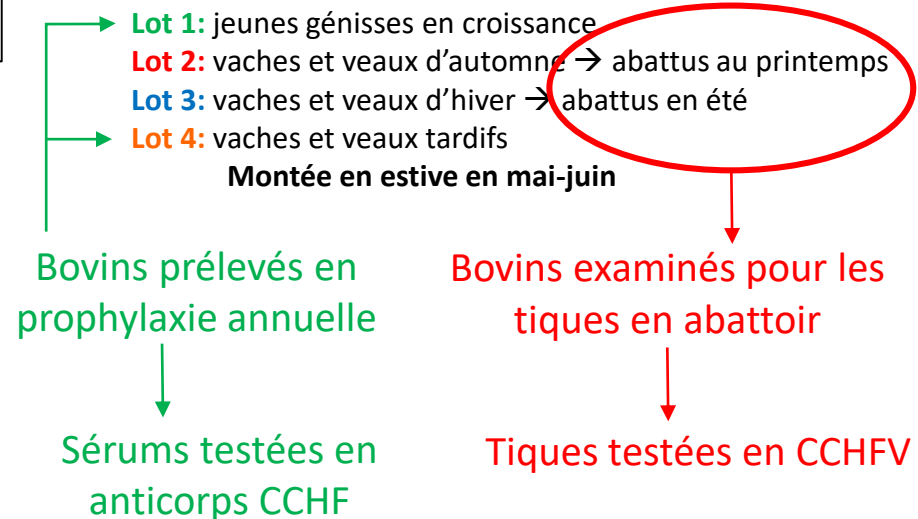 Lot 1: jeunes génisses en croissance
Lot 2: vaches et veaux d'automne → abattus au printemps
Lot 3: vaches et veaux d'hiver → abattus en été
Lot 4: vaches et veaux tardifs
Montée en estive en mai-juin
Bovins prélevés en
prophylaxie annuelle
Bovins examinés pour les
tiques en abattoir
Sérums testées en
anticorps CCHF
Tiques testées en CCHFV